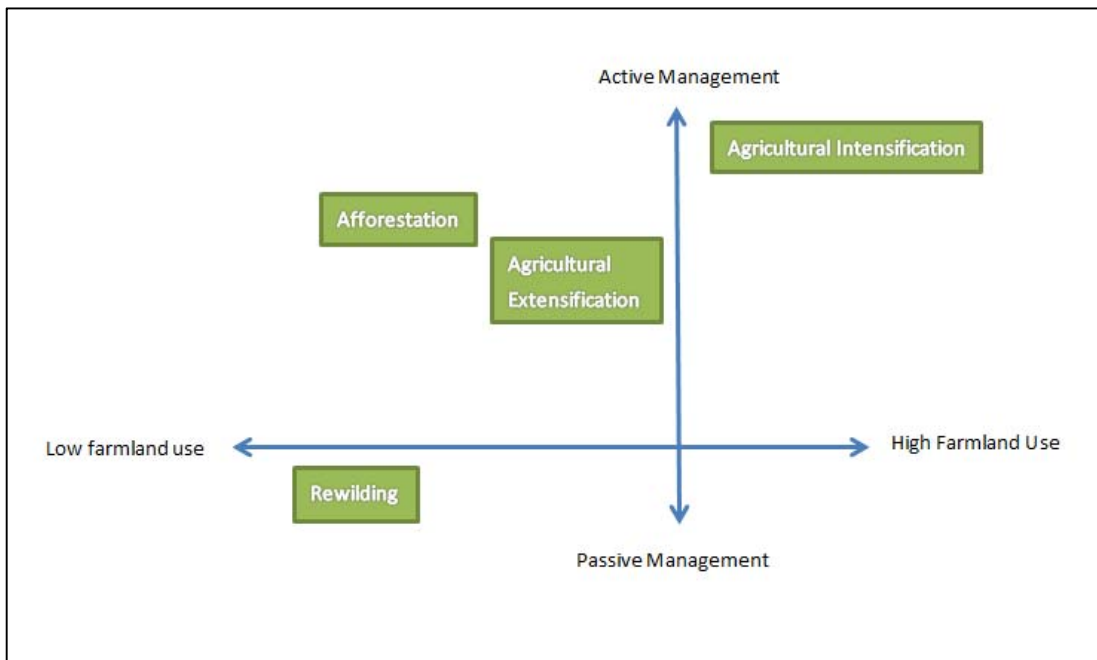 Active Management
Agricultural Intensification
Afforestation
Agricultural
Extensification
Low farmland use
High Farmland Use
Rewilding
Passive Management